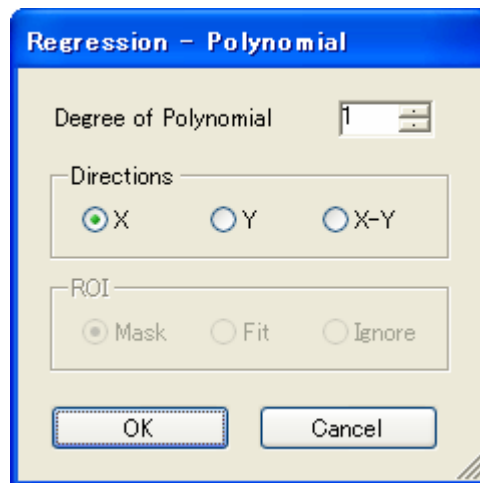 Regression - Polynomial
Degree of Polynomial 1
Directions
X Y X-Y
ROI
Mask Fit Ignore
OK Cancel